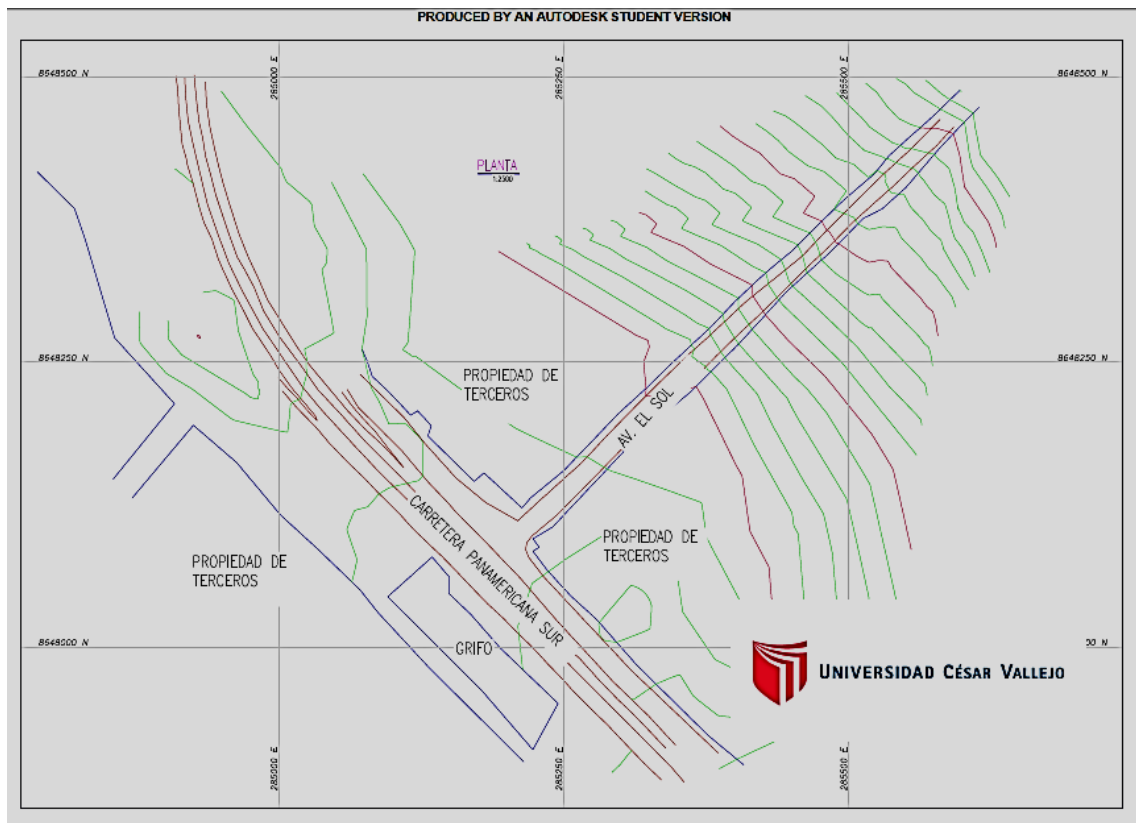 PRODUCED BY AN AUTODESK STUDENT VERSION
8648500 N
285000 E
285250 E
285500 E
8648500 N
PLANTA
1:2500
8648250 N
8648250 N
PROPIEDAD DE
TERCEROS
AV. EL SOL
CARRETERA PANAMERICANA SUR
PROPIEDAD DE
TERCEROS
PROPIEDAD DE
TERCEROS
8648000 N
GRIFO
00 N
UNIVERSIDAD CÉSAR VALLEJO
285000 E
285250 E
285500 E